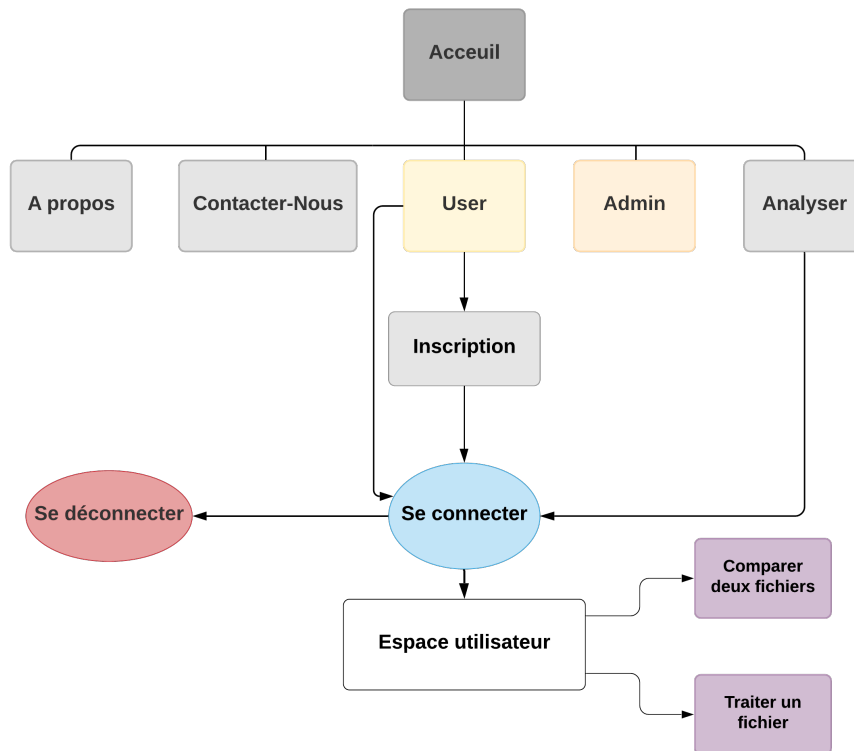 Acceuil
A propos
Contacter-Nous
User
Admin
Analyser
Inscription
Se déconnecter
Se connecter
Comparer
deux fichiers
Espace utilisateur
Traiter un
fichier